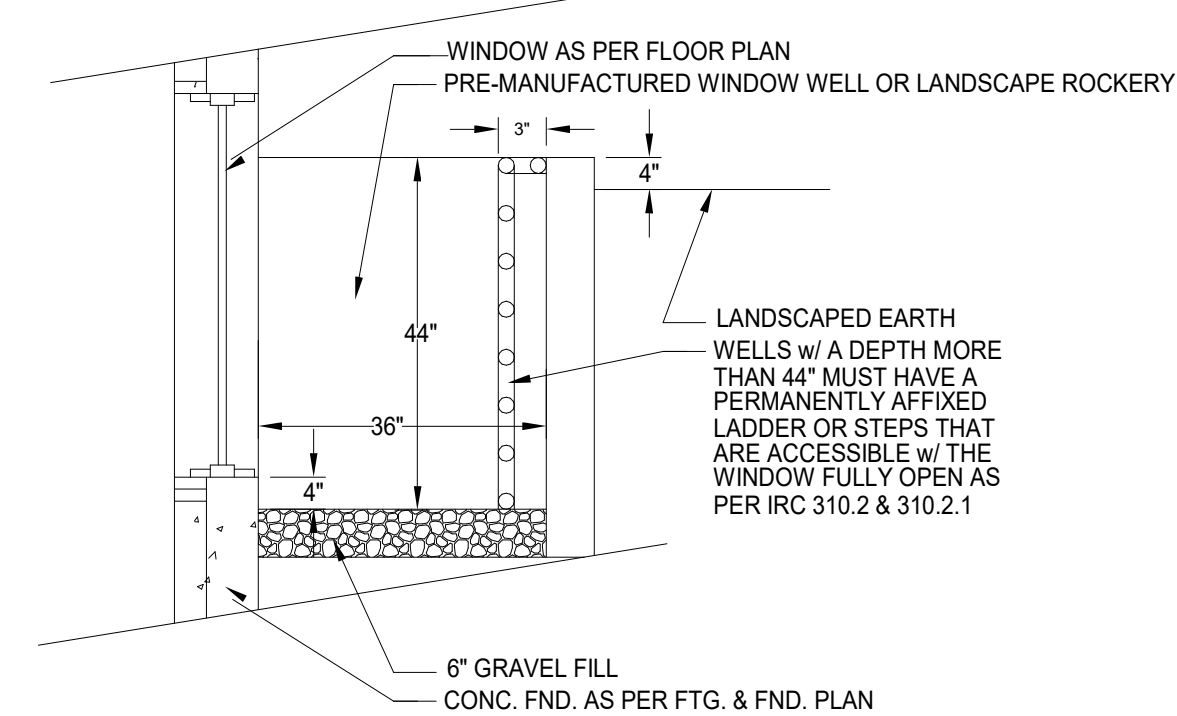 WINDOW AS PER FLOOR PLAN
PRE-MANUFACTURED WINDOW WELL OR LANDSCAPE ROCKERY
3"
4"
44"
36"
4"
LANDSCAPED EARTH
WELLS w/ A DEPTH MORE
THAN 44" MUST HAVE A
PERMANENTLY AFFIXED
LADDER OR STEPS THAT
ARE ACCESSIBLE w/ THE
WINDOW FULLY OPEN AS
PER IRC 310.2 & 310.2.1
6" GRAVEL FILL
CONC. FND. AS PER FTG. & FND. PLAN